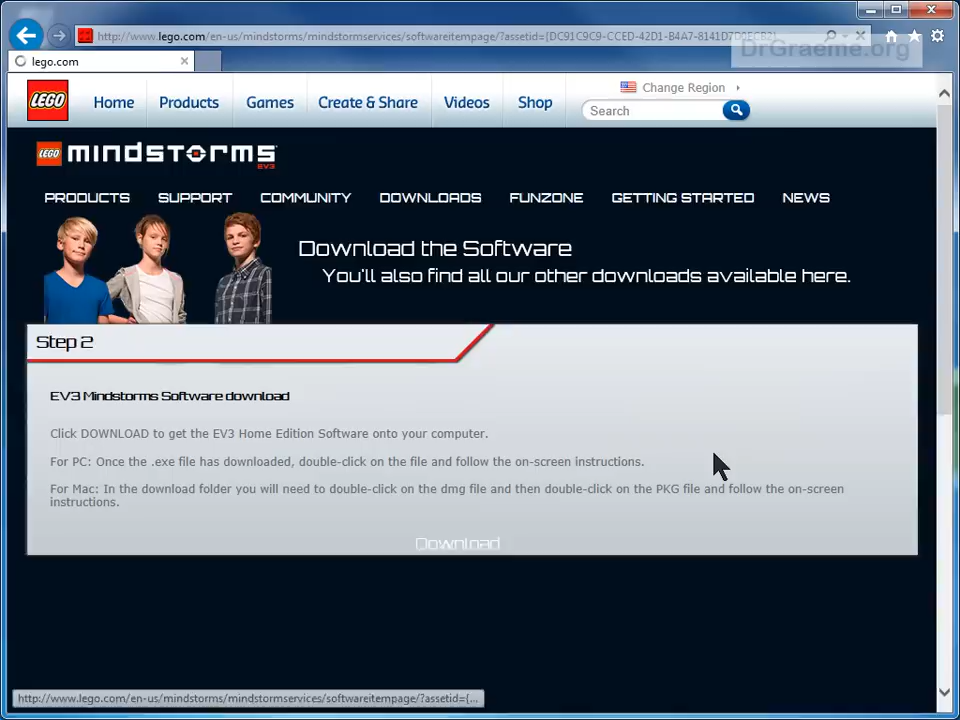 http://www.lego.com/en-us/mindstorms/mindstormservices/softwareitempage/?assetid={DC91C9C9-CCED-42D1-B4A7-8141D7D0ECB2}
DrGraeme.org
lego.com
LEGO
Home
Products
Games
Create & Share
Videos
Shop
Change Region
Search
LEGO mindstorms
EV3
PRODUCTS
SUPPORT
COMMUNITY
DOWNLOADS
FUNZONE
GETTING STARTED
NEWS
Download the Software
You'll also find all our other downloads available here.
Step 2
EV3 Mindstorms Software download
Click DOWNLOAD to get the EV3 Home Edition Software onto your computer.
For PC: Once the .exe file has downloaded, double-click on the file and follow the on-screen instructions.
For Mac: In the download folder you will need to double-click on the dmg file and then double-click on the PKG file and follow the on-screen
instructions.
Download
http://www.lego.com/en-us/mindstorms/mindstormservices/softwareitempage/?assetid={...